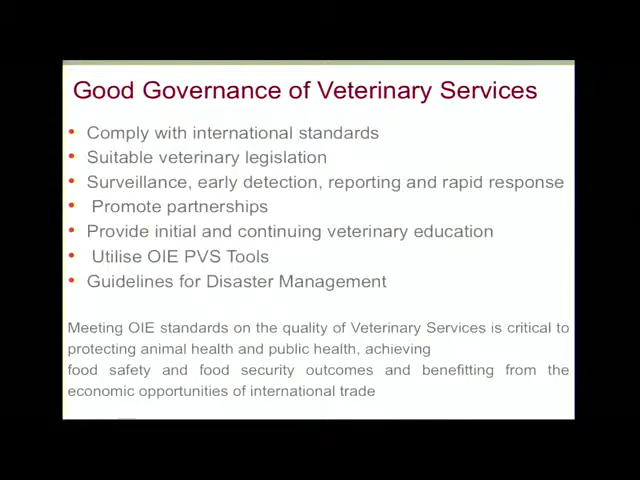 Good Governance of Veterinary Services
• Comply with international standards
• Suitable veterinary legislation
• Surveillance, early detection, reporting and rapid response
• Promote partnerships
• Provide initial and continuing veterinary education
• Utilise OIE PVS Tools
• Guidelines for Disaster Management
Meeting OIE standards on the quality of Veterinary Services is critical to
protecting animal health and public health, achieving
food safety and food security outcomes and benefitting from the
economic opportunities of international trade